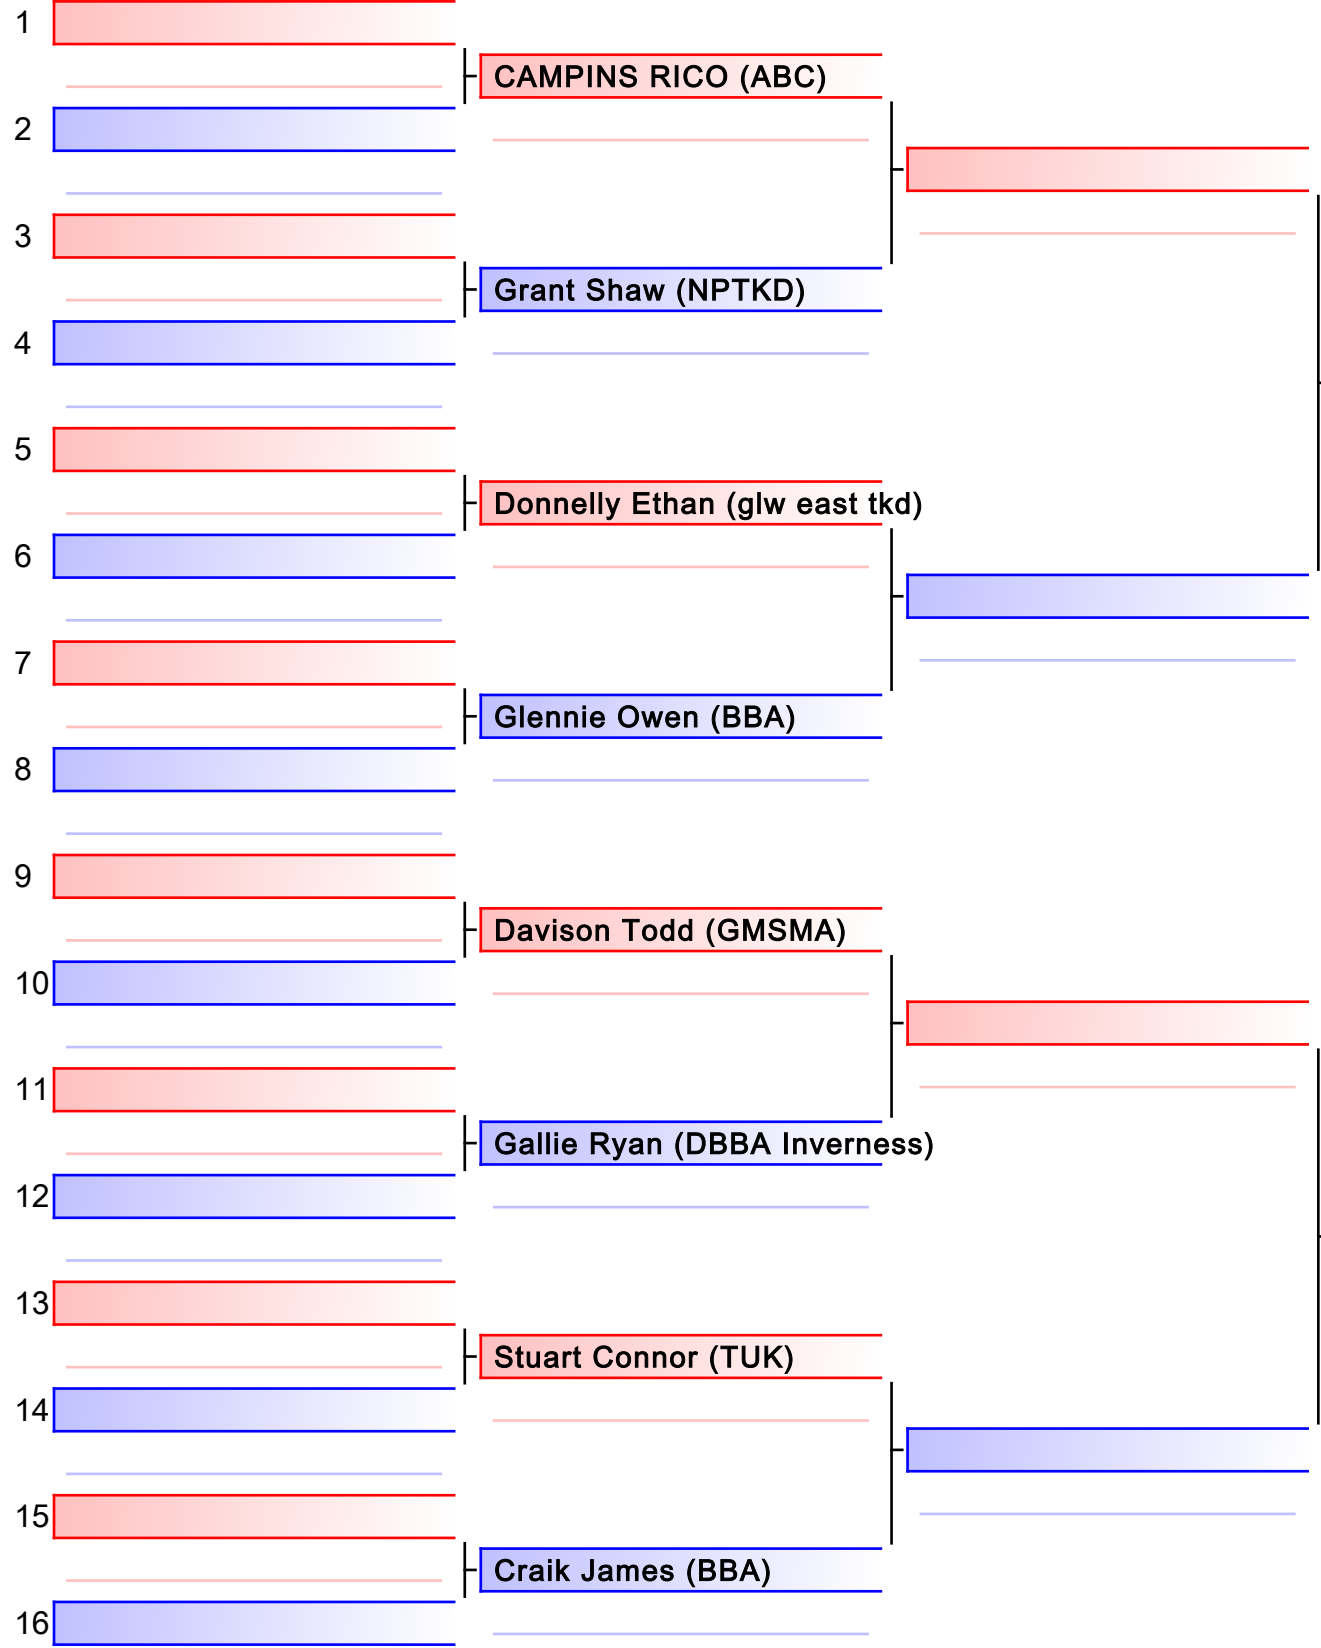 1
CAMPINS RICO (ABC)
2
3
Grant Shaw (NPTKD)
4
5
Donnelly Ethan (glw east tkd)
6
7
Glennie Owen (BBA)
8
9
Davison Todd (GMSMA)
10
11
Gallie Ryan (DBBA Inverness)
12
13
Stuart Connor (TUK)
14
15
Craik James (BBA)
16